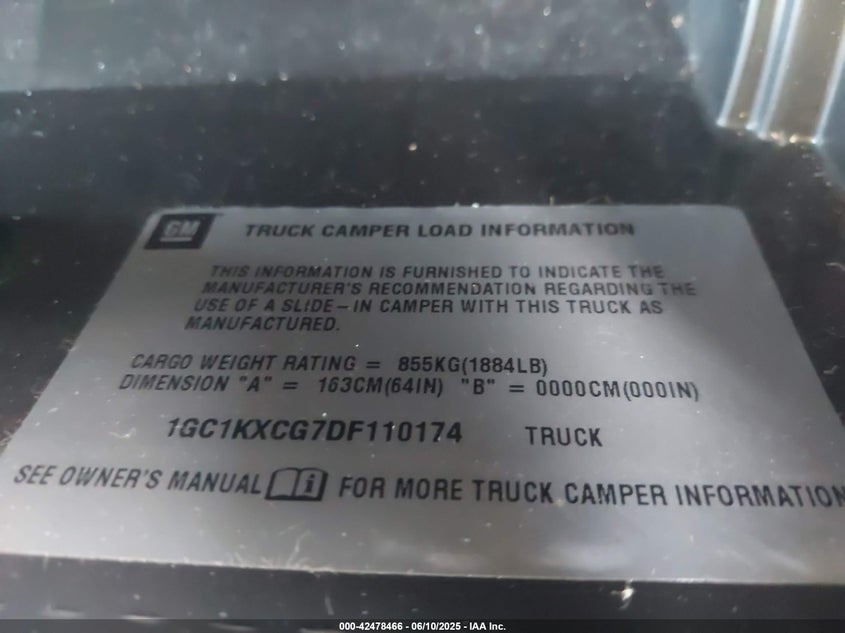 GM TRUCK CAMPER LOAD INFORMATION
THIS INFORMATION IS FURNISHED TO INDICATE THE
MANUFACTURER'S RECOMMENDATION REGARDING THE
USE OF A SLIDE – IN CAMPER WITH THIS TRUCK AS
MANUFACTURED.
CARGO WEIGHT RATING = 855KG(1884LB)
DIMENSION "A" = 163CM(64IN) "B" = 0000CM(000IN)
1GC1KXCG7DF110174 TRUCK
SEE OWNER'S MANUAL i FOR MORE TRUCK CAMPER INFORMATION
000-42478466 - 06/10/2025 - IAA Inc.